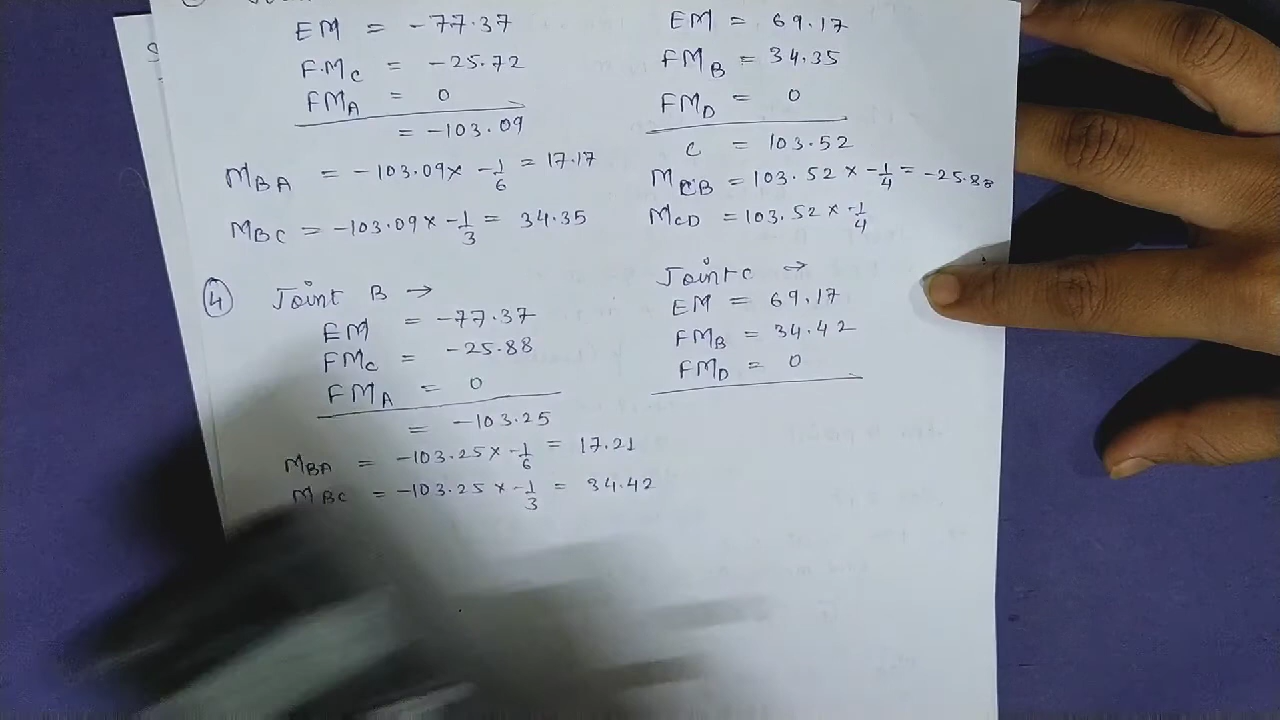 EM = -77.37
F.MC = -25.72
FMA = 0
= -103.09
MBA = -103.09 x -1/6 = 17.17
MBC = -103.09 x -1/3 = 34.35
EM = 69.17
FMB = 34.35
FMD = 0
C = 103.52
MCB = 103.52 x -1/4 = -25.88
MCD = 103.52 x -1/4
4 Joint B →
EM = -77.37
FMC = -25.88
FMA = 0
= -103.25
MBA = -103.25 x -1/6 = 17.21
MBC = -103.25 x -1/3 = 34.42
Joint C →
EM = 69.17
FMB = 34.42
FMD = 0